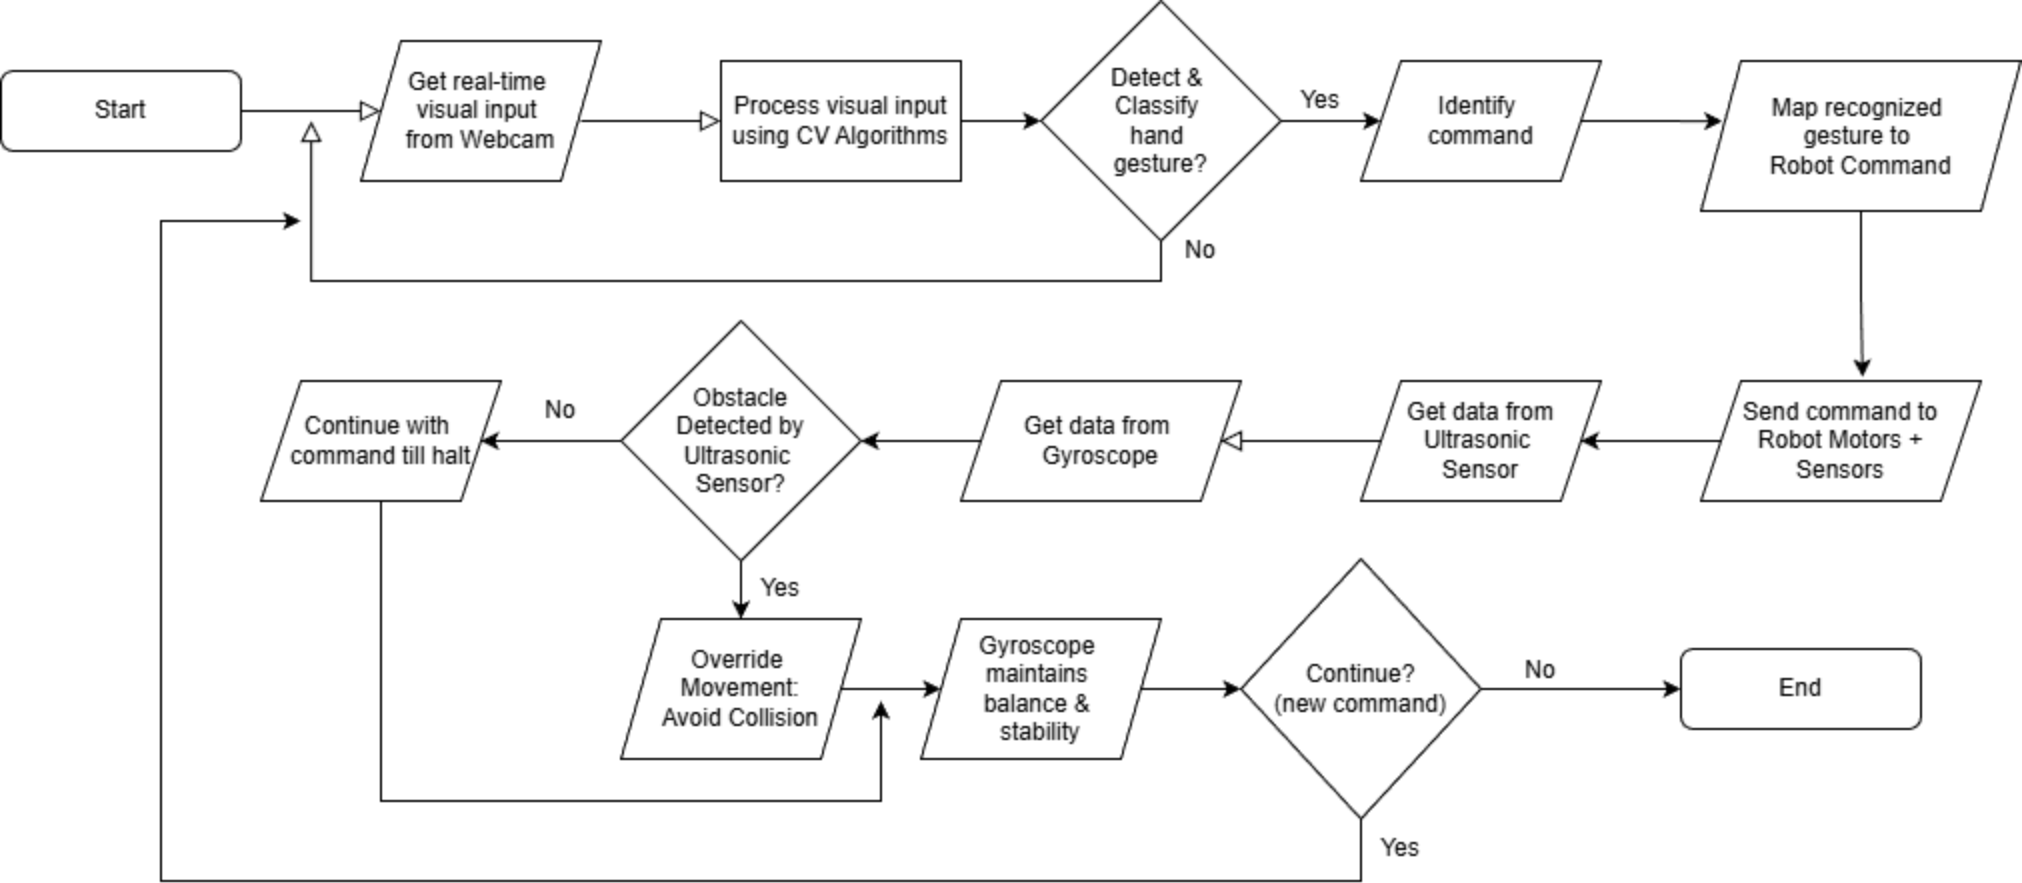 Start
Get real-time
visual input
from Webcam
Process visual input
using CV Algorithms
Detect &
Classify
hand
gesture?
Yes
Identify
command
Map recognized
gesture to
Robot Command
No
Send command to
Robot Motors +
Sensors
Get data from
Ultrasonic
Sensor
Get data from
Gyroscope
Obstacle
Detected by
Ultrasonic
Sensor?
No
Continue with
command till halt
Yes
Override
Movement:
Avoid Collision
Gyroscope
maintains
balance &
stability
Continue?
(new command)
No
End
Yes